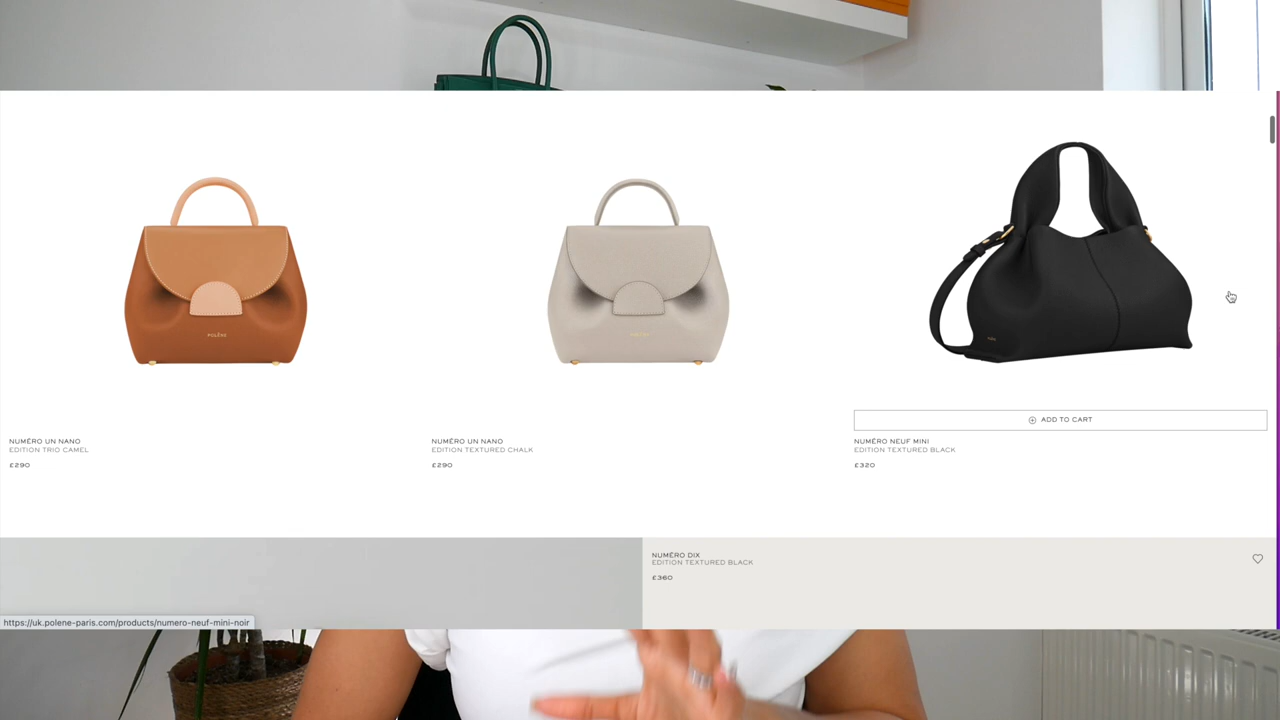 POLÈNE
NUMÉRO UN NANO
EDITION TRIO CAMEL
£290
NUMÉRO UN NANO
EDITION TEXTURED CHALK
£290
ADD TO CART
NUMÉRO NEUF MINI
EDITION TEXTURED BLACK
£320
NUMÉRO DIX
EDITION TEXTURED BLACK
£360
https://uk.polene-paris.com/products/numero-neuf-mini-noir